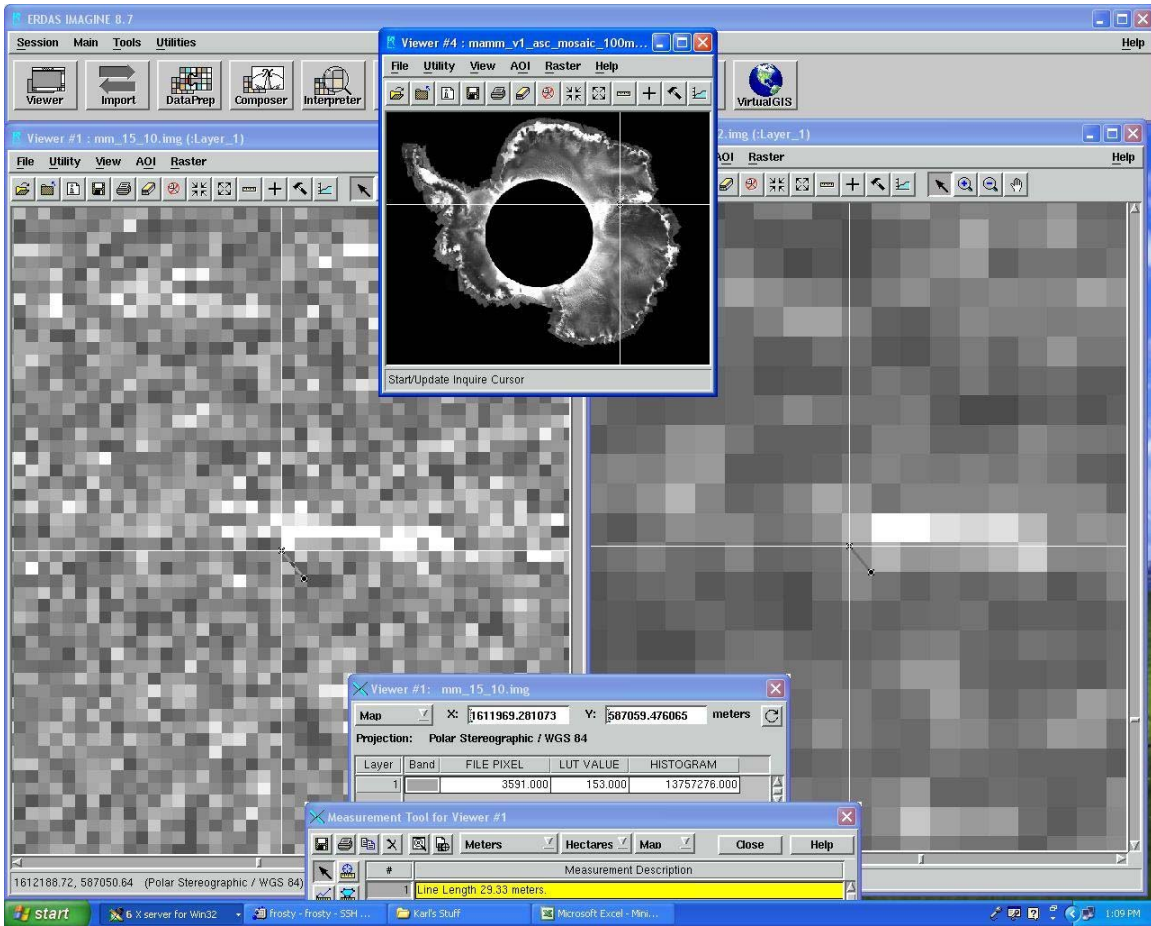 ERDAS IMAGINE 8.7
Session Main Tools Utilities Help
Viewer Import DataPrep Composer Interpreter VirtualGIS
Viewer #4 : mamm_v1_asc_mosaic_100m...
File Utility View AOI Raster Help
Start/Update Inquire Cursor
Viewer #1 : mm_15_10.img (:Layer_1)
File Utility View AOI Raster
2.img (:Layer_1)
AOI Raster Help
Viewer #1: mm_15_10.img
Map X: 1611969.281073 Y: 587059.476065 meters
Projection: Polar Stereographic / WGS 84
Layer Band FILE PIXEL LUT VALUE HISTOGRAM
1 3591.000 153.000 13757276.000
Measurement Tool for Viewer #1
Meters Hectares Map Close Help
# Measurement Description
1 Line Length 29.33 meters.
1612188.72, 587050.64 (Polar Stereographic / WGS 84)
start 6 X server for Win32 frosty - frosty - SSH ... Karl's Stuff Microsoft Excel - Mini... 1:09 PM